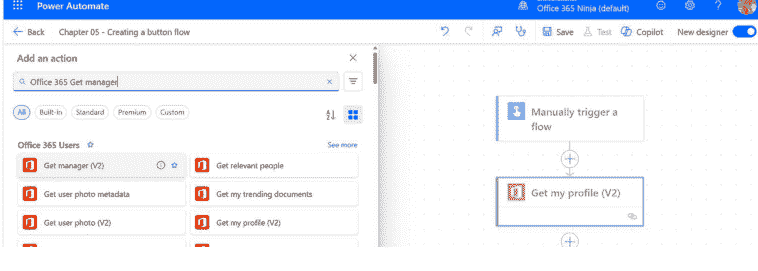 Power Automate
Office 365 Ninja (default)
Back
Chapter 05 - Creating a button flow
Save
Test
Copilot
New designer
Add an action
Office 365 Get manager
All
Built-in
Standard
Premium
Custom
Office 365 Users
See more
Get manager (V2)
Get relevant people
Get user photo metadata
Get my trending documents
Get user photo (V2)
Get my profile (V2)
Manually trigger a
flow
Get my profile (V2)